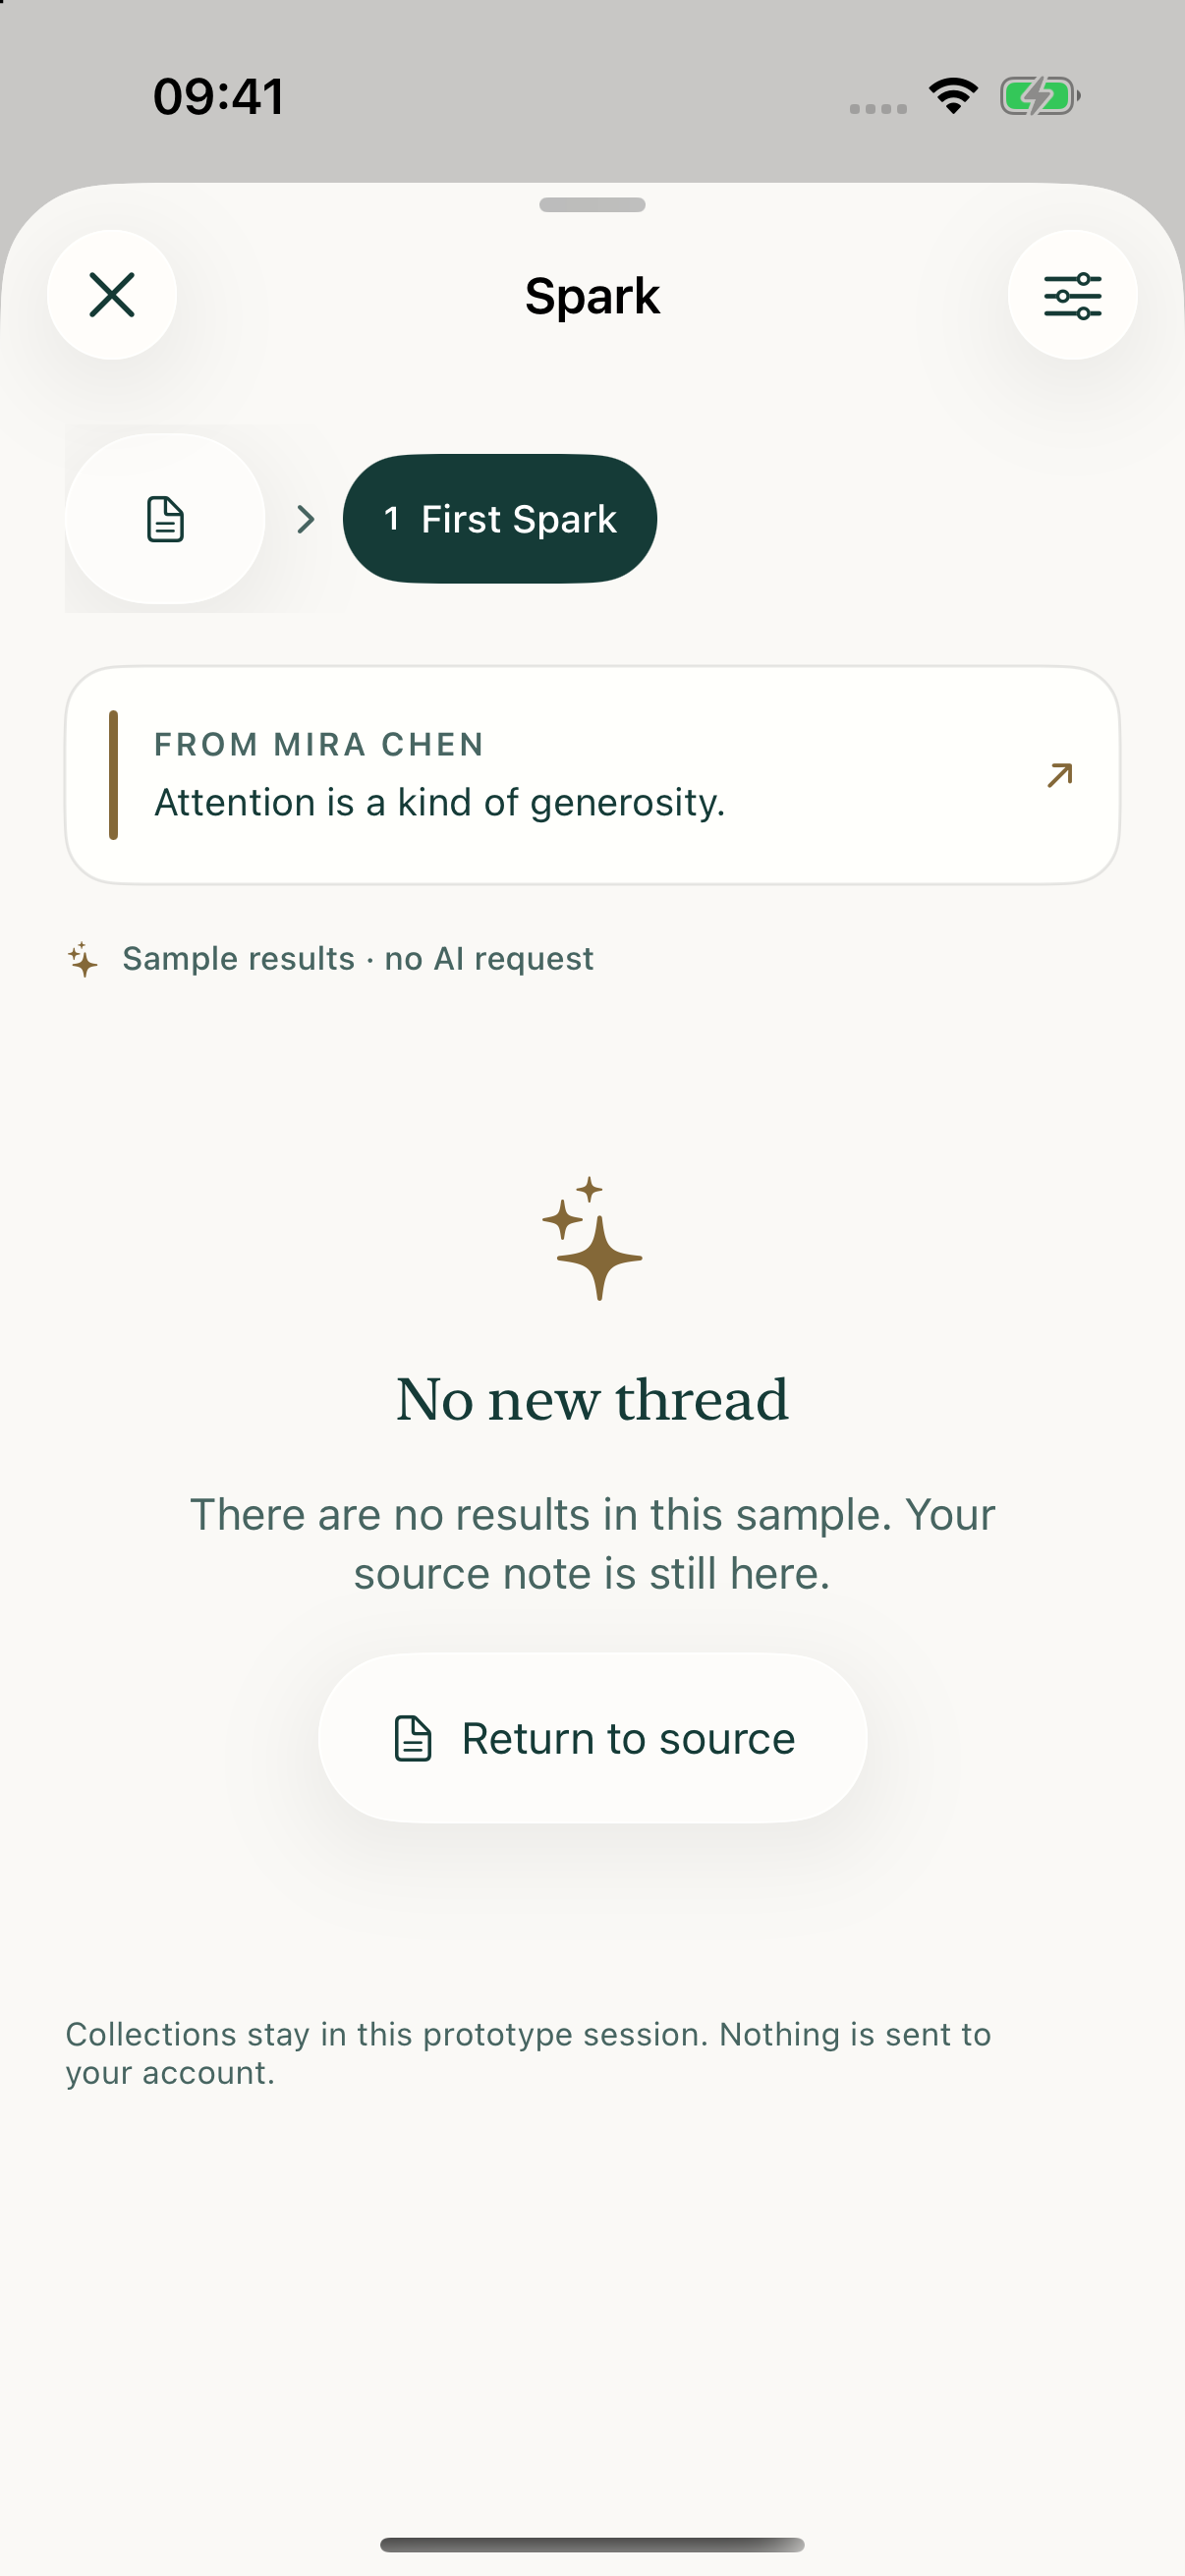 09:41
Spark
1 First Spark
FROM MIRA CHEN
Attention is a kind of generosity.
Sample results · no AI request
No new thread
There are no results in this sample. Your
source note is still here.
Return to source
Collections stay in this prototype session. Nothing is sent to
your account.